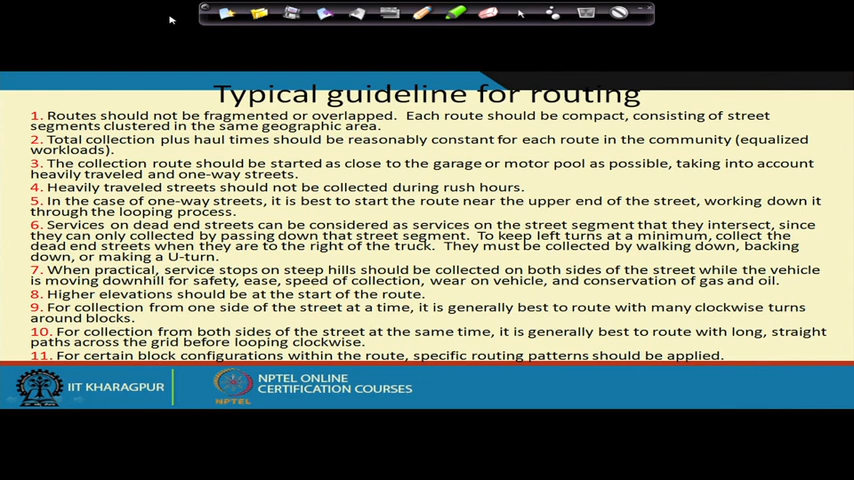 Typical guideline for routing
1. Routes should not be fragmented or overlapped. Each route should be compact, consisting of street
segments clustered in the same geographic area.
2. Total collection plus haul times should be reasonably constant for each route in the community (equalized
workloads).
3. The collection route should be started as close to the garage or motor pool as possible, taking into account
heavily traveled and one-way streets.
4. Heavily traveled streets should not be collected during rush hours.
5. In the case of one-way streets, it is best to start the route near the upper end of the street, working down it
through the looping process.
6. Services on dead end streets can be considered as services on the street segment that they intersect, since
they can only collected by passing down that street segment. To keep left turns at a minimum, collect the
dead end streets when they are to the right of the truck. They must be collected by walking down, backing
down, or making a U-turn.
7. When practical, service stops on steep hills should be collected on both sides of the street while the vehicle
is moving downhill for safety, ease, speed of collection, wear on vehicle, and conservation of gas and oil.
8. Higher elevations should be at the start of the route.
9. For collection from one side of the street at a time, it is generally best to route with many clockwise turns
around blocks.
10. For collection from both sides of the street at the same time, it is generally best to route with long, straight
paths across the grid before looping clockwise.
11. For certain block configurations within the route, specific routing patterns should be applied.
IIT KHARAGPUR
NPTEL
NPTEL ONLINE
CERTIFICATION COURSES